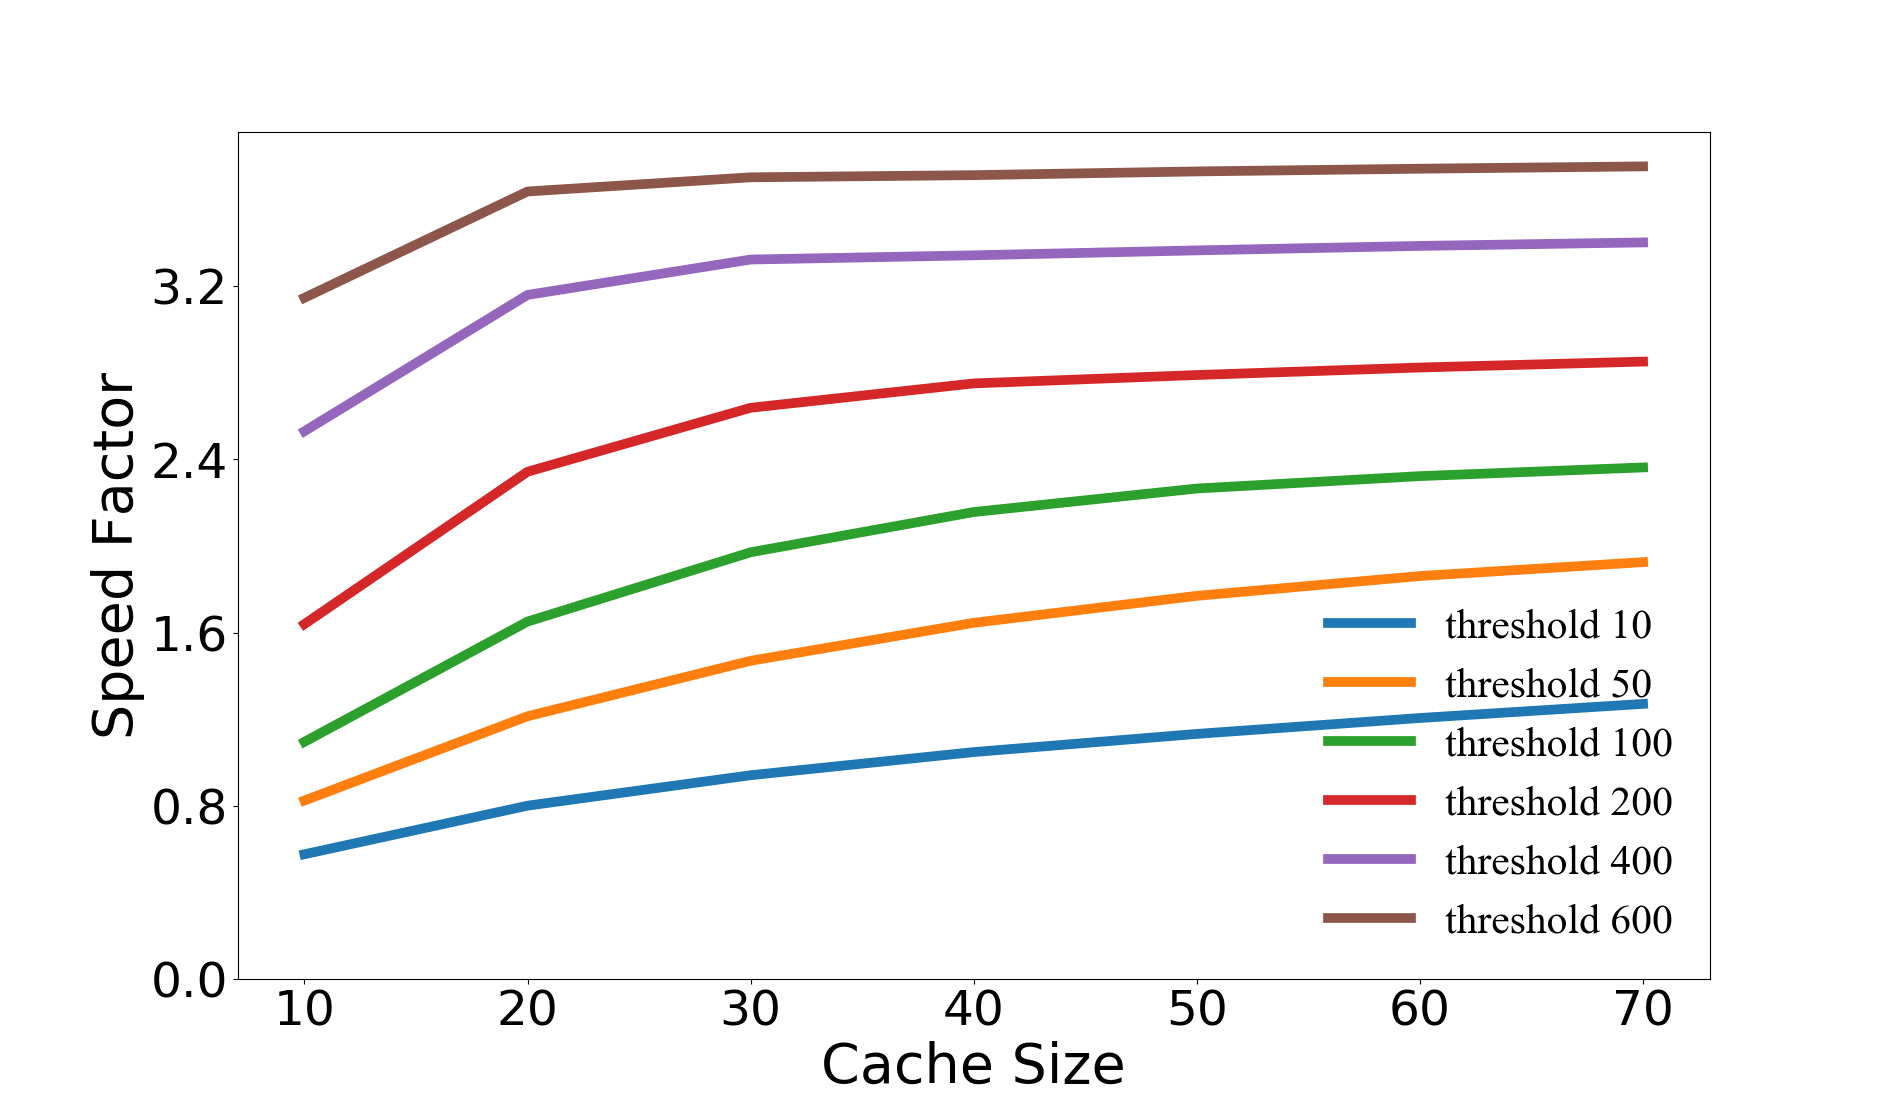 3.2
2.4
1.6
0.8
0.0
Speed Factor
10 20 30 40 50 60 70
Cache Size
threshold 10
threshold 50
threshold 100
threshold 200
threshold 400
threshold 600